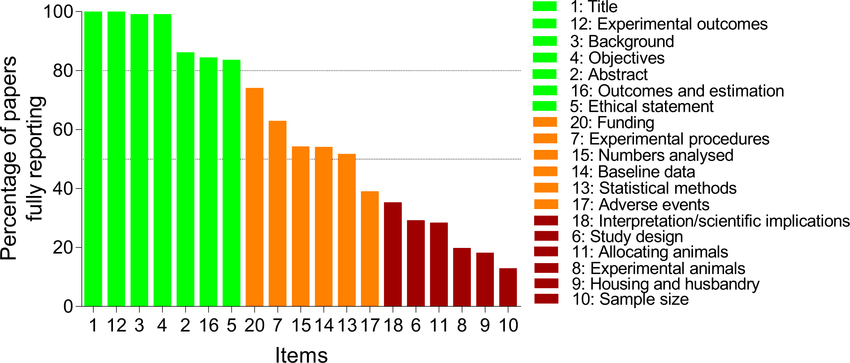 Percentage of papers
fully reporting
100
80
60
40
20
0
1 12 3 4 2 16 5 20 7 15 14 13 17 18 6 11 8 9 10
Items
1: Title
12: Experimental outcomes
3: Background
4: Objectives
2: Abstract
16: Outcomes and estimation
5: Ethical statement
20: Funding
7: Experimental procedures
15: Numbers analysed
14: Baseline data
13: Statistical methods
17: Adverse events
18: Interpretation/scientific implications
6: Study design
11: Allocating animals
8: Experimental animals
9: Housing and husbandry
10: Sample size